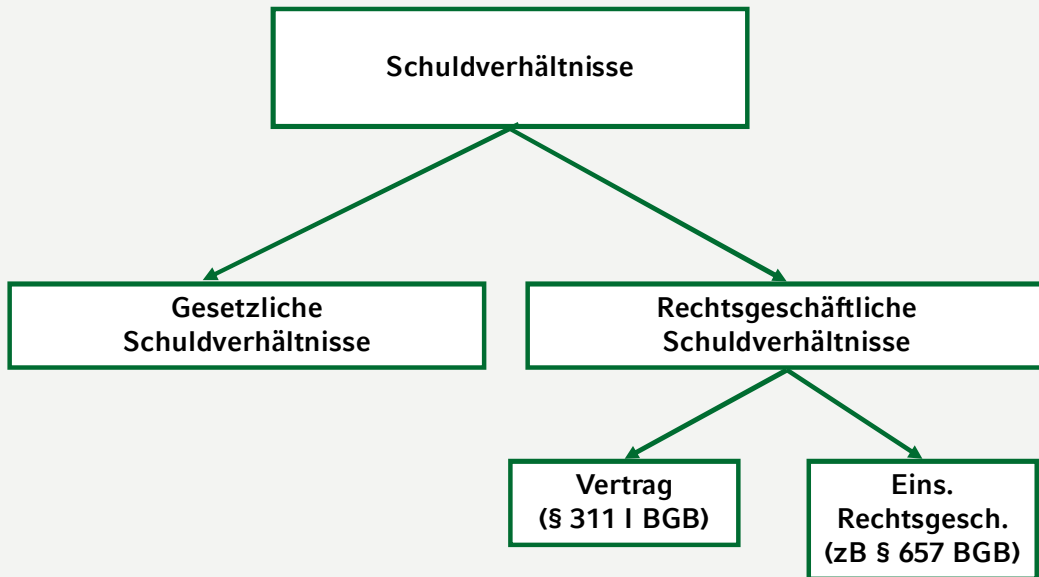 Schuldverhältnisse
Gesetzliche
Schuldverhältnisse
Rechtsgeschäftliche
Schuldverhältnisse
Vertrag
(§ 311 I BGB)
Eins.
Rechtsgesch.
(zB § 657 BGB)